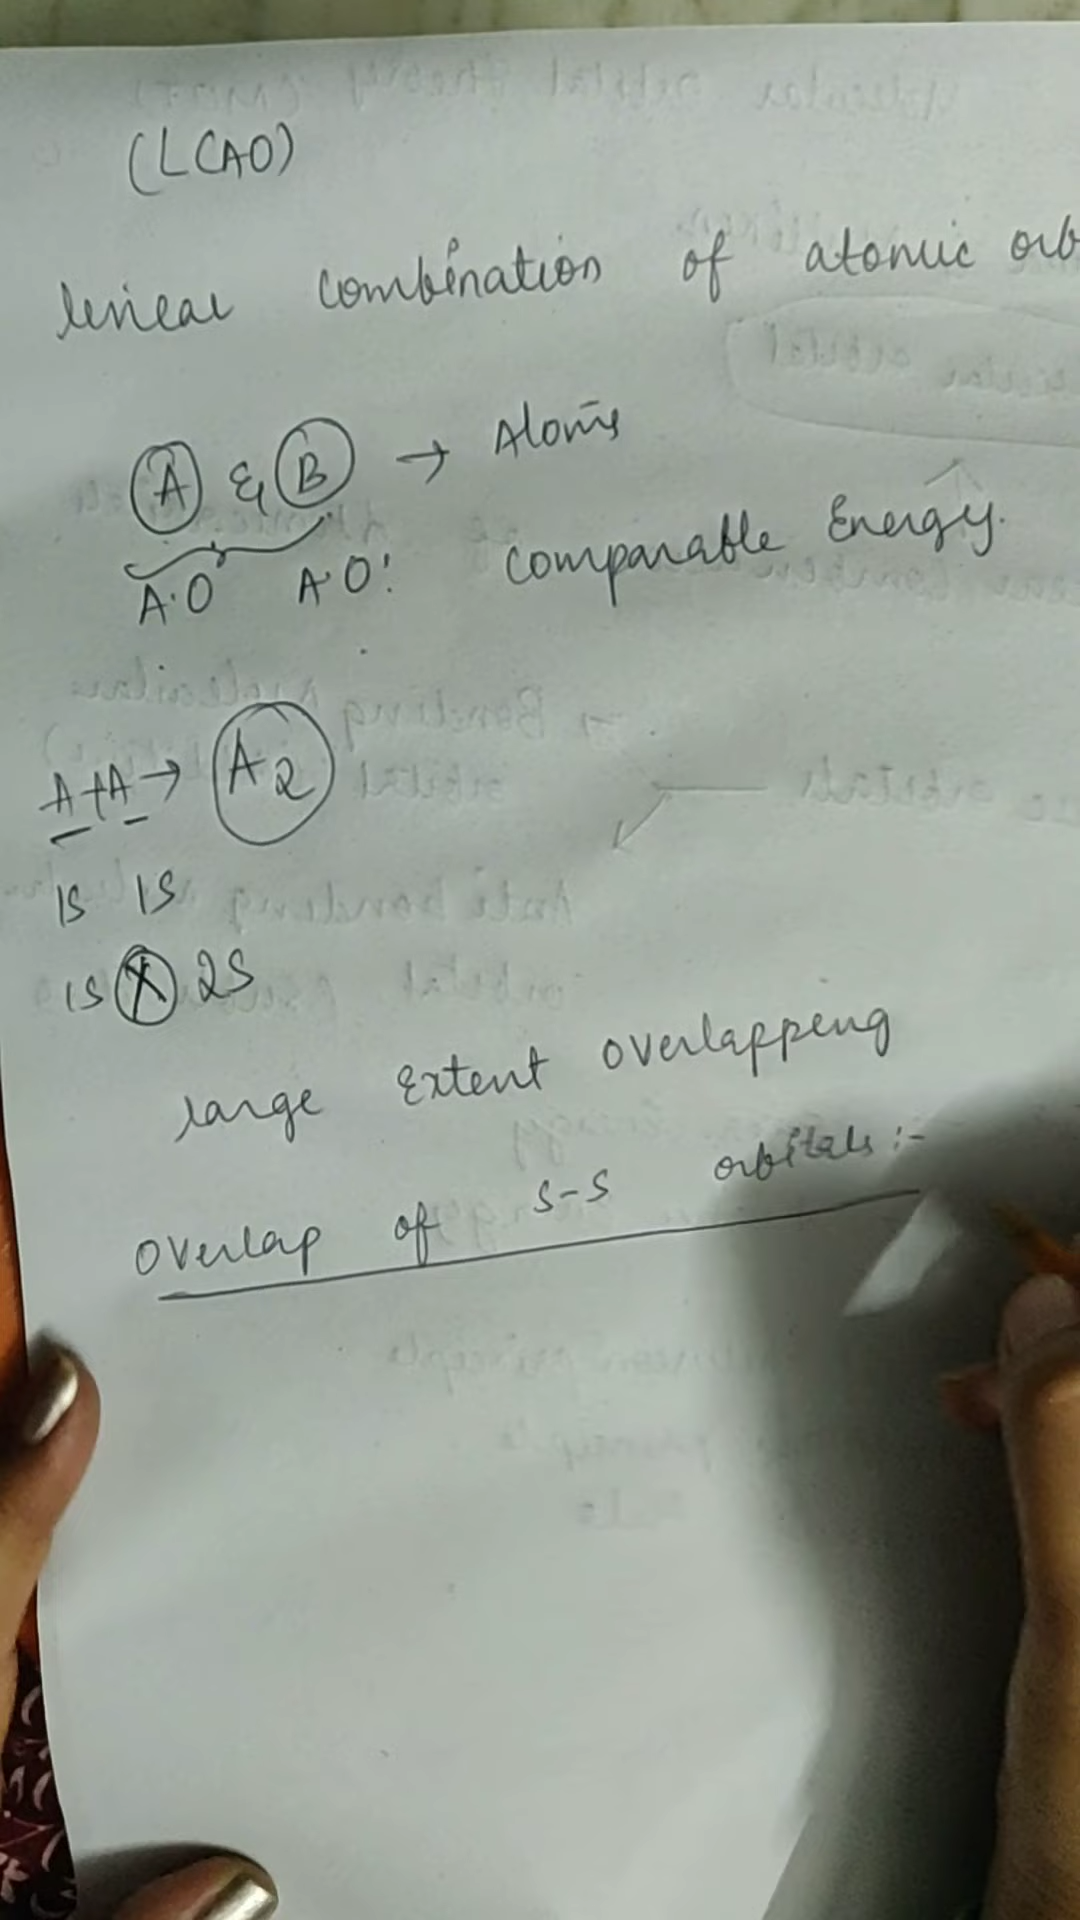 (LCAO)
linear combination of atomic orb
A & B → Atoms
A.O A.O! comparable Energy.
A+A → A2
1S 1S
1S X 2S
large Extent overlapping
overlap of S-S orbitals :-